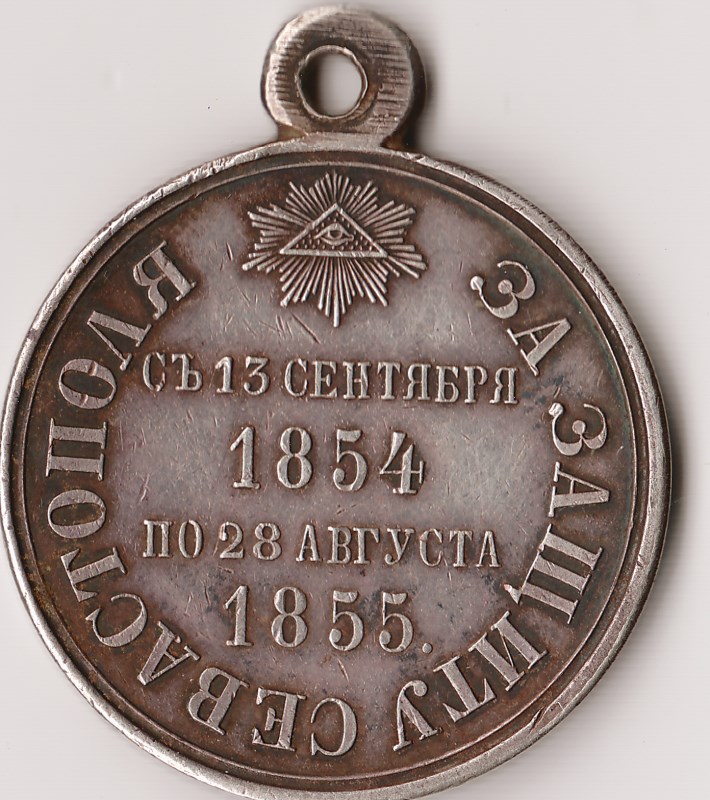 ЗА ЗАЩИТУ СЕВАСТОПОЛЯ
СЪ 13 СЕНТЯБРЯ
1854
ПО 28 АВГУСТА
1855.